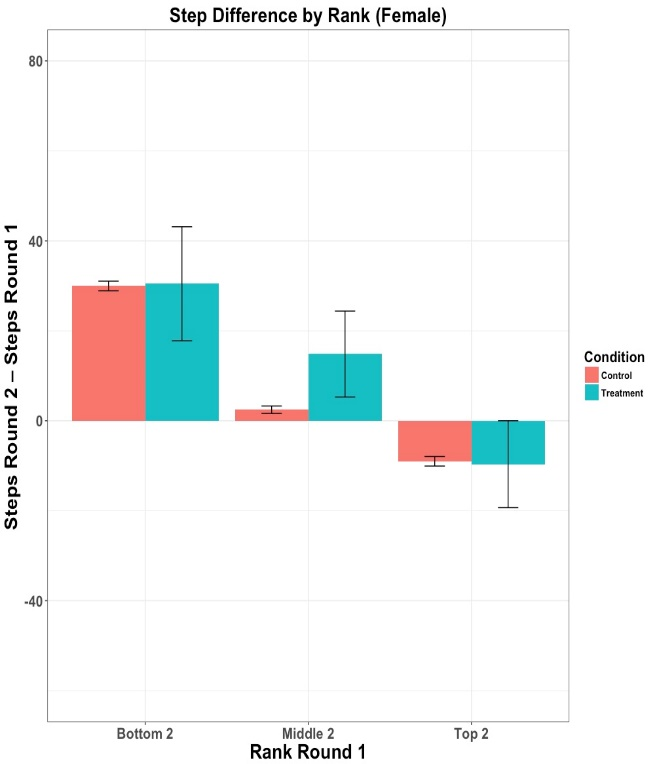 Step Difference by Rank (Female)
Steps Round 2 – Steps Round 1
80
40
0
-40
Bottom 2
Middle 2
Top 2
Rank Round 1
Condition
Control
Treatment